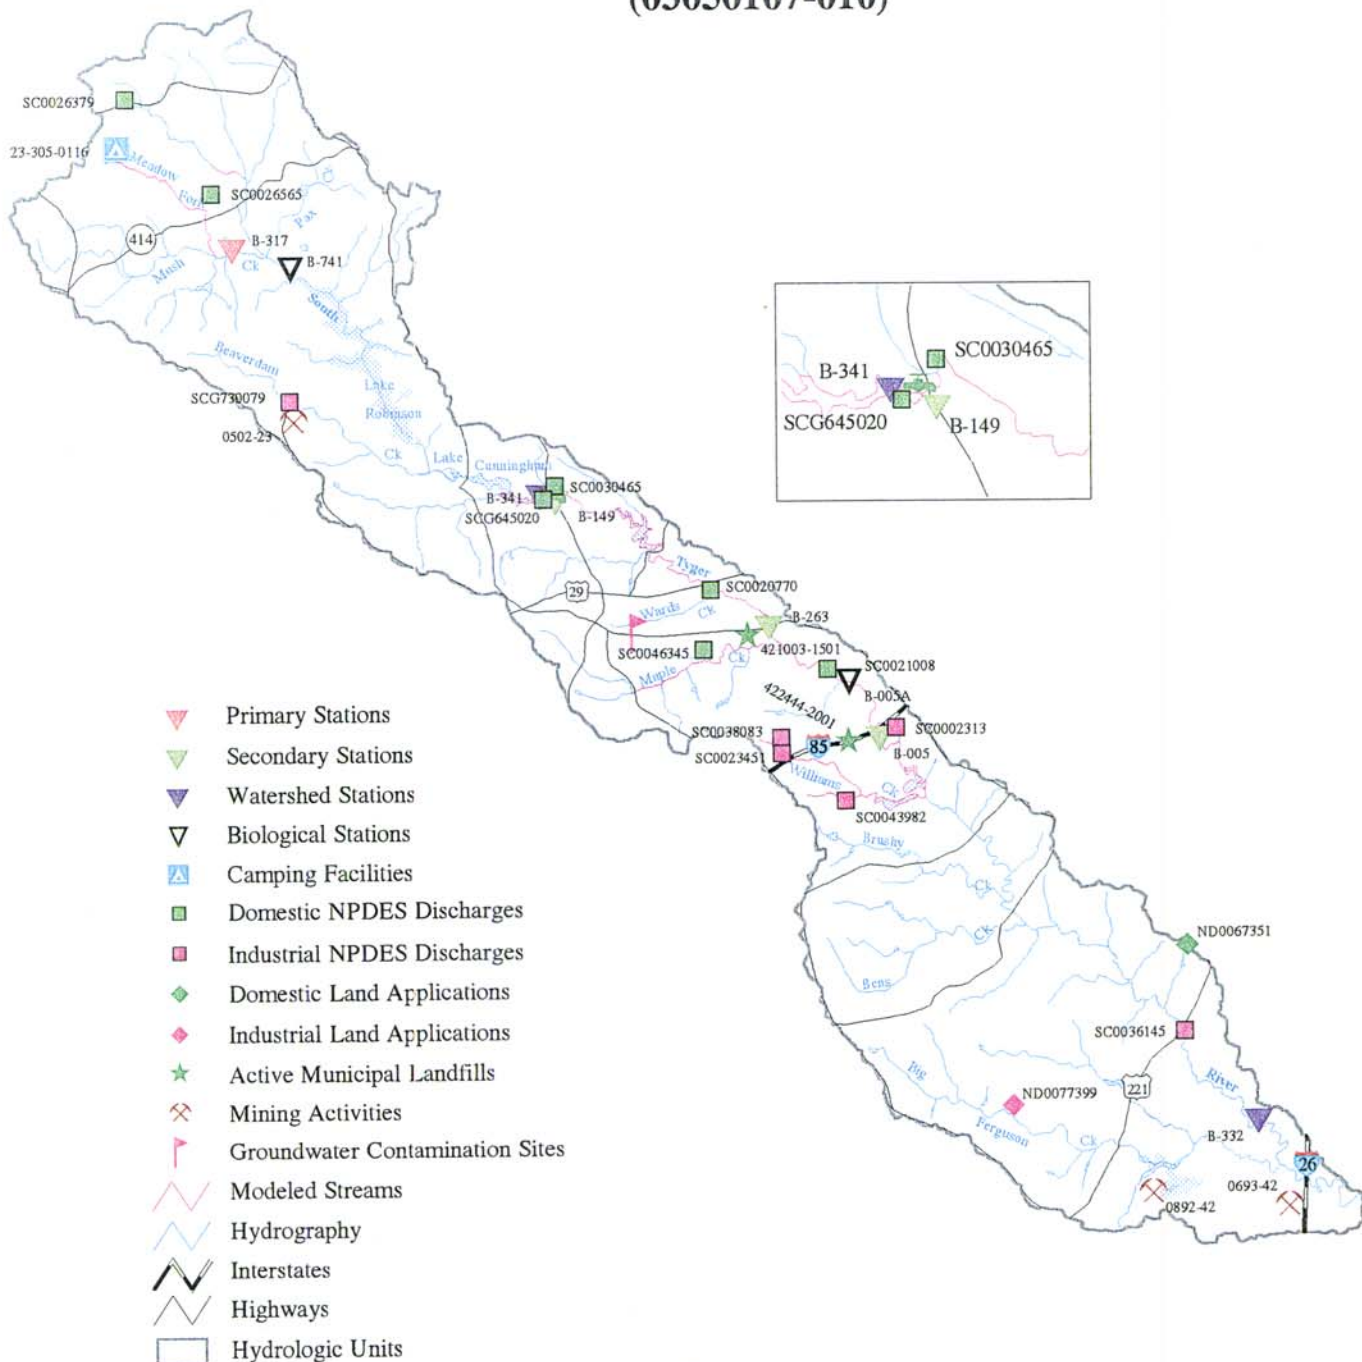 (03050107-010)
SC0026379
23-305-0116
Meadow
Fork
SC0026565
414
Pax
B-317
Mush
Ck
B-741
South
Beaverdam
SCG730079
0502-23
Lake
Robinson
Ck
Lake
Cunningham
B-341
SC0030465
SCG645020
B-149
B-341
SC0030465
SCG645020
B-149
Tyger
29
SC0020770
Wards
Ck
B-263
SC0046345
421003-1501
Maple
Ck
SC0021008
422444-2001
B-005A
SC0038083
SC0002313
85
SC0023451
B-005
Williams
Ck
SC0043982
Brushy
Ck
Ck
Bens
ND0067351
SC0036145
Big
River
221
ND0077399
Ferguson
Ck
B-332
26
0693-42
0892-42
Primary Stations
Secondary Stations
Watershed Stations
Biological Stations
Camping Facilities
Domestic NPDES Discharges
Industrial NPDES Discharges
Domestic Land Applications
Industrial Land Applications
Active Municipal Landfills
Mining Activities
Groundwater Contamination Sites
Modeled Streams
Hydrography
Interstates
Highways
Hydrologic Units